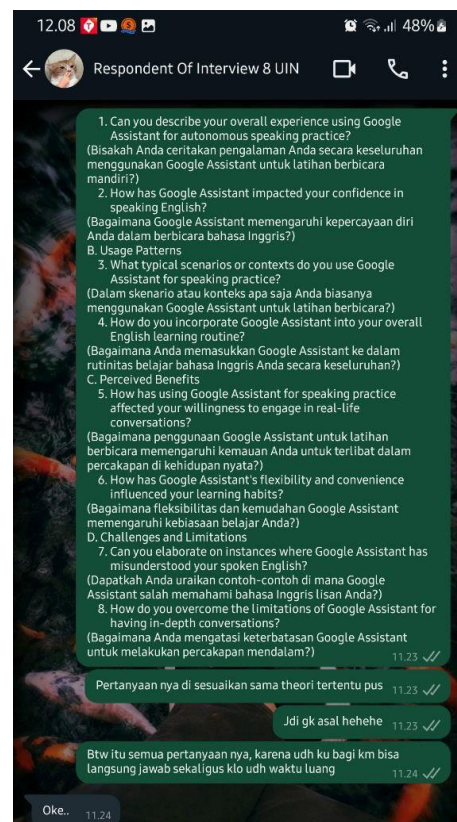 12.08 48%
Respondent Of Interview 8 UIN
1. Can you describe your overall experience using Google
Assistant for autonomous speaking practice?
(Bisakah Anda ceritakan pengalaman Anda secara keseluruhan
menggunakan Google Assistant untuk latihan berbicara
mandiri?)
2. How has Google Assistant impacted your confidence in
speaking English?
(Bagaimana Google Assistant memengaruhi kepercayaan diri
Anda dalam berbicara bahasa Inggris?)
B. Usage Patterns
3. What typical scenarios or contexts do you use Google
Assistant for speaking practice?
(Dalam skenario atau konteks apa saja Anda biasanya
menggunakan Google Assistant untuk latihan berbicara?)
4. How do you incorporate Google Assistant into your overall
English learning routine?
(Bagaimana Anda memasukkan Google Assistant ke dalam
rutinitas belajar bahasa Inggris Anda secara keseluruhan?)
C. Perceived Benefits
5. How has using Google Assistant for speaking practice
affected your willingness to engage in real-life
conversations?
(Bagaimana penggunaan Google Assistant untuk latihan
berbicara memengaruhi kemauan Anda untuk terlibat dalam
percakapan di kehidupan nyata?)
6. How has Google Assistant's flexibility and convenience
influenced your learning habits?
(Bagaimana fleksibilitas dan kemudahan Google Assistant
memengaruhi kebiasaan belajar Anda?)
D. Challenges and Limitations
7. Can you elaborate on instances where Google Assistant has
misunderstood your spoken English?
(Dapatkah Anda uraikan contoh-contoh di mana Google
Assistant salah memahami bahasa Inggris lisan Anda?)
8. How do you overcome the limitations of Google Assistant for
having in-depth conversations?
(Bagaimana Anda mengatasi keterbatasan Google Assistant
untuk melakukan percakapan mendalam?) 11.23
Pertanyaan nya di sesuaikan sama theori tertentu pus 11.23
Jdi gk asal hehehe 11.23
Btw itu semua pertanyaan nya, karena udh ku bagi km bisa
langsung jawab sekaligus klo udh waktu luang 11.24
Oke.. 11.24